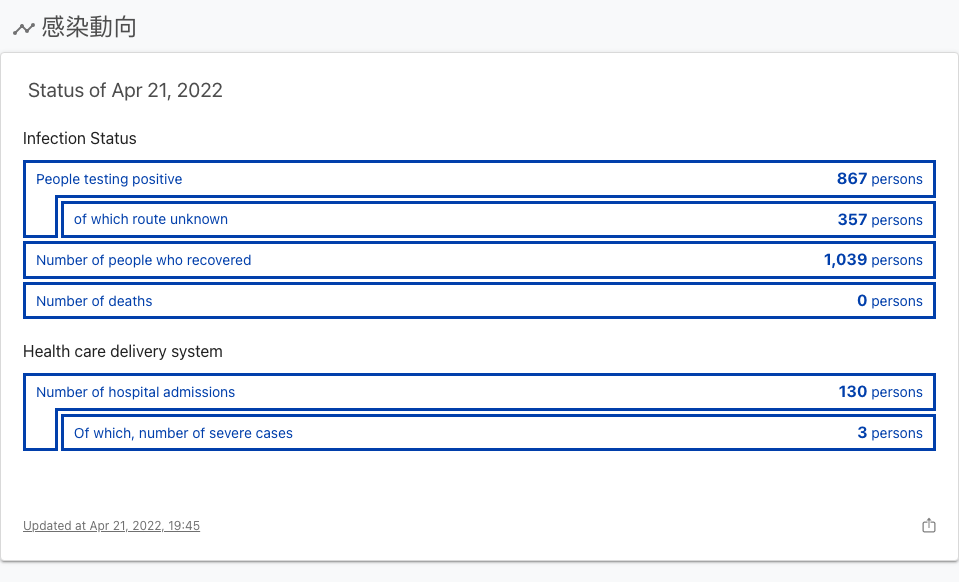 感染動向
Status of Apr 21, 2022
Infection Status
People testing positive 867 persons
of which route unknown 357 persons
Number of people who recovered 1,039 persons
Number of deaths 0 persons
Health care delivery system
Number of hospital admissions 130 persons
Of which, number of severe cases 3 persons
Updated at Apr 21, 2022, 19:45